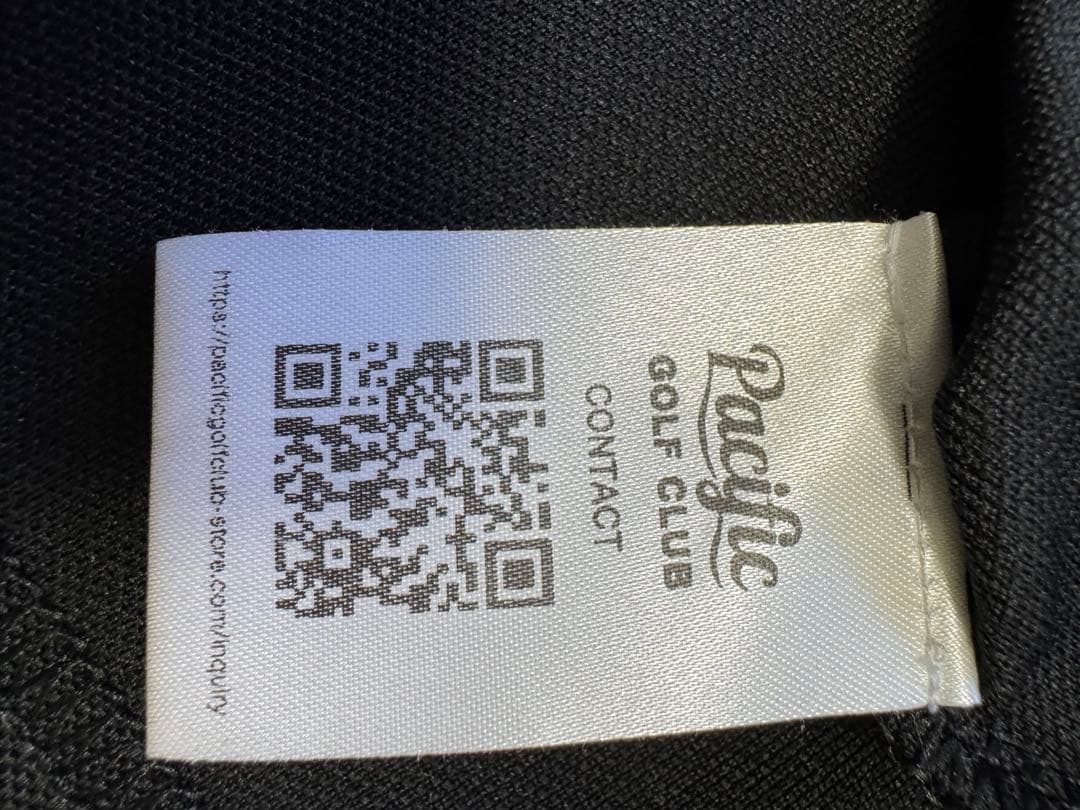 Pacific
GOLF CLUB
CONTACT
https://pacificgolfclub-store.com/inquiry